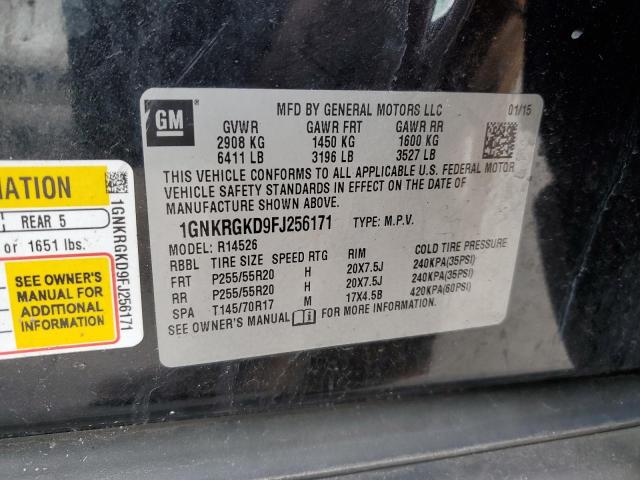 GM
MFD BY GENERAL MOTORS LLC 01/15
GVWR GAWR FRT GAWR RR
2908 KG 1450 KG 1600 KG
6411 LB 3196 LB 3527 LB
THIS VEHICLE CONFORMS TO ALL APPLICABLE U.S. FEDERAL MOTOR
VEHICLE SAFETY STANDARDS IN EFFECT ON THE DATE OF
MANUFACTURE SHOWN ABOVE.
1GNKRGKD9FJ256171 TYPE: M.P.V.
MODEL: R14526
RBBL TIRE SIZE SPEED RTG RIM COLD TIRE PRESSURE
FRT P255/55R20 H 20X7.5J 240KPA(35PSI)
RR P255/55R20 H 20X7.5J 240KPA(35PSI)
SPA T145/70R17 M 17X4.5B 420KPA(60PSI)
SEE OWNER'S MANUAL FOR MORE INFORMATION.
MATION
REAR 5
or 1651 lbs.
SEE OWNER'S
MANUAL FOR
ADDITIONAL
INFORMATION
1GNKRGKD9FJ256171